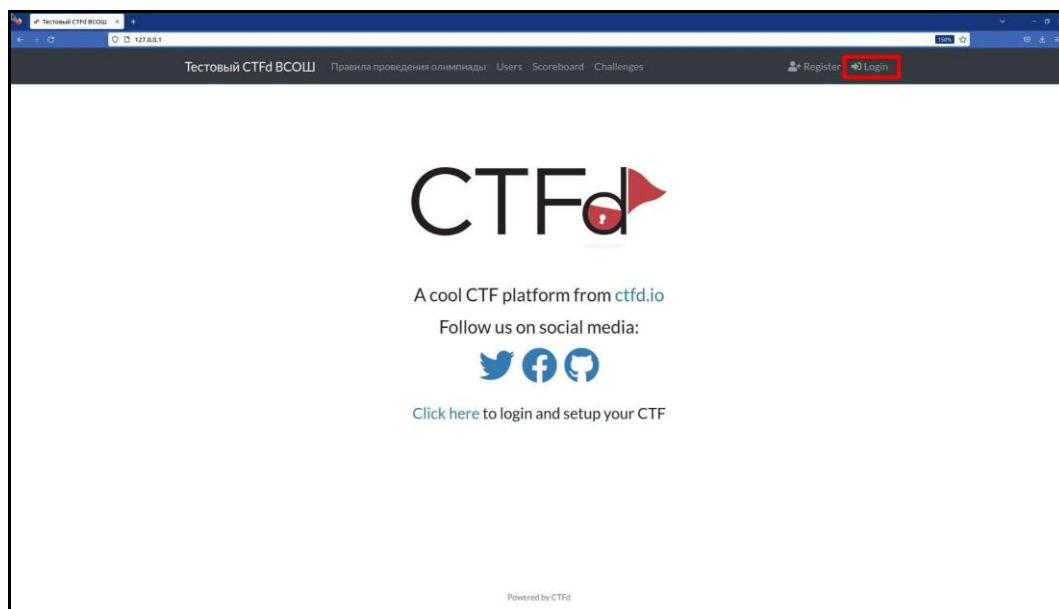 Тестовый CTFd ВСОШ
127.0.0.1
150%
Тестовый CTFd ВСОШ Правила проведения олимпиады Users Scoreboard Challenges Register Login
CTFd
A cool CTF platform from ctfd.io
Follow us on social media:
Click here to login and setup your CTF
Powered by CTFd